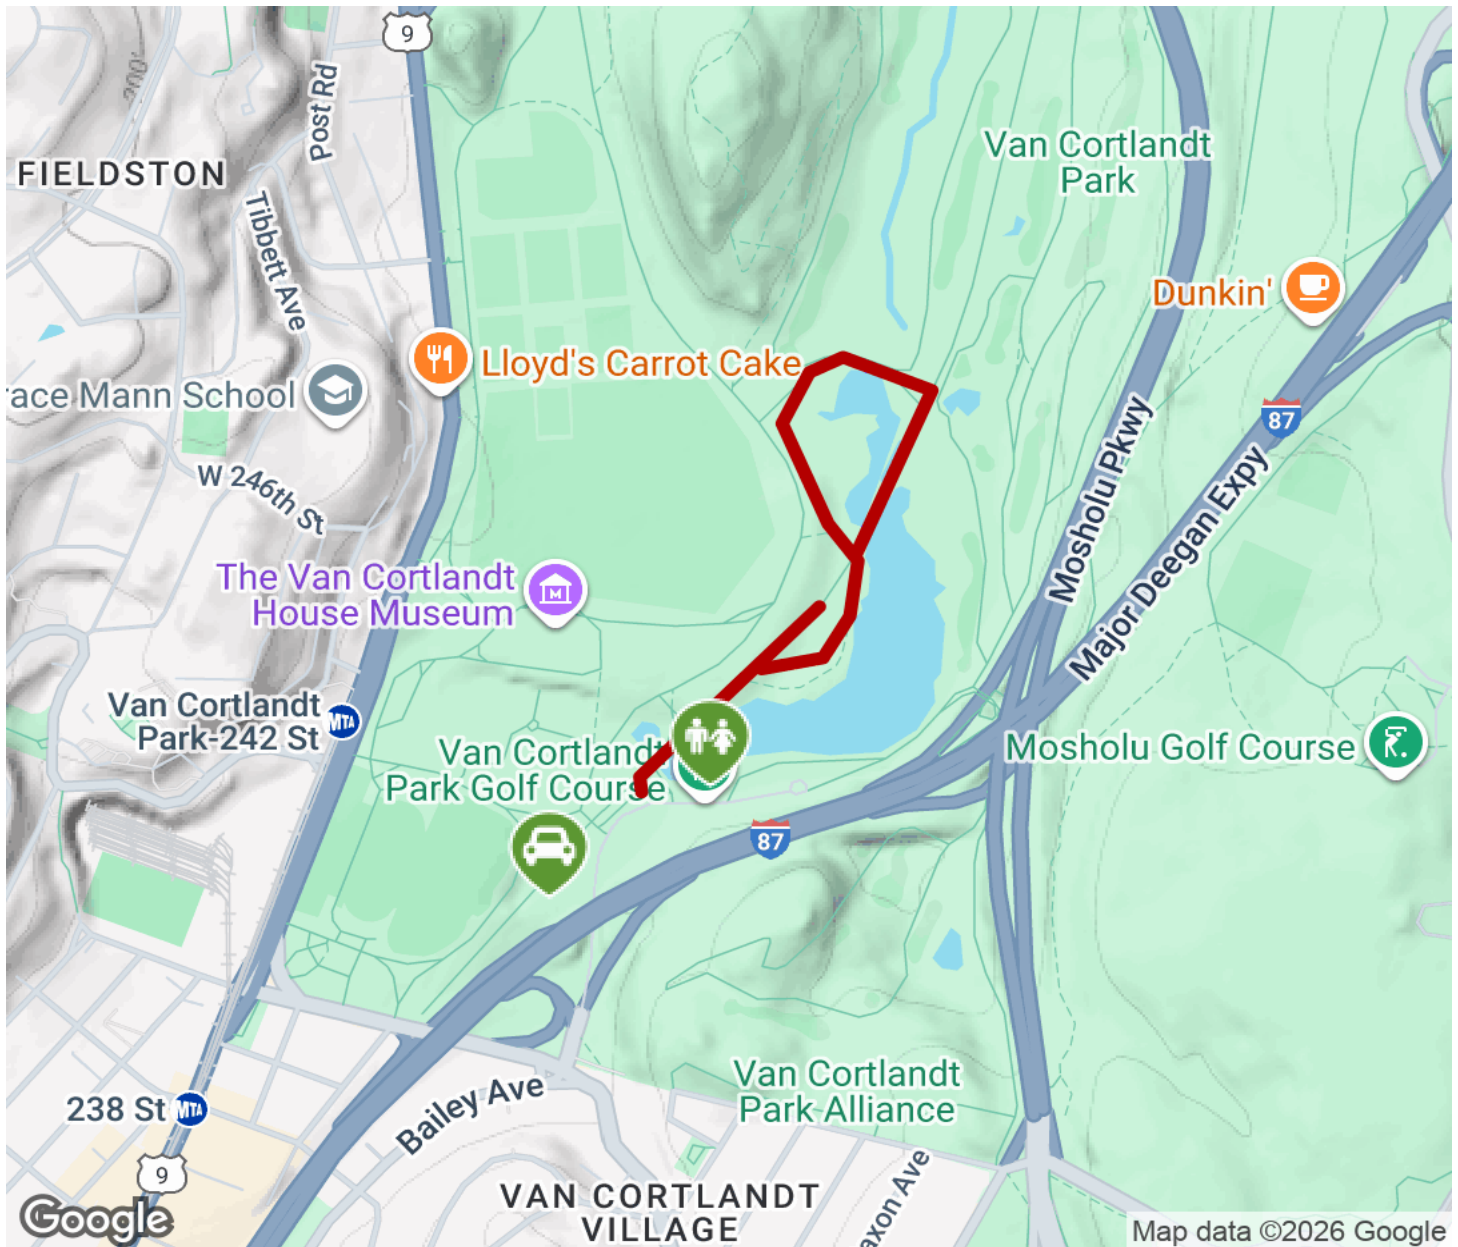 9
200'
Post Rd
Van Cortlandt
Park
FIELDSTON
Tibbett Ave
Dunkin'
Lloyd's Carrot Cake
race Mann School
87
Mosholu Pkwy
W 246th St
Major Deegan Expy
The Van Cortlandt
House Museum
Van Cortlandt
Park-242 St
MTA
Van Cortlandt
Park Golf Course
Mosholu Golf Course
87
Van Cortlandt
Park Alliance
Bailey Ave
238 St
MTA
9
VAN CORTLANDT
VILLAGE
axon Ave
Google
Map data ©2026 Google